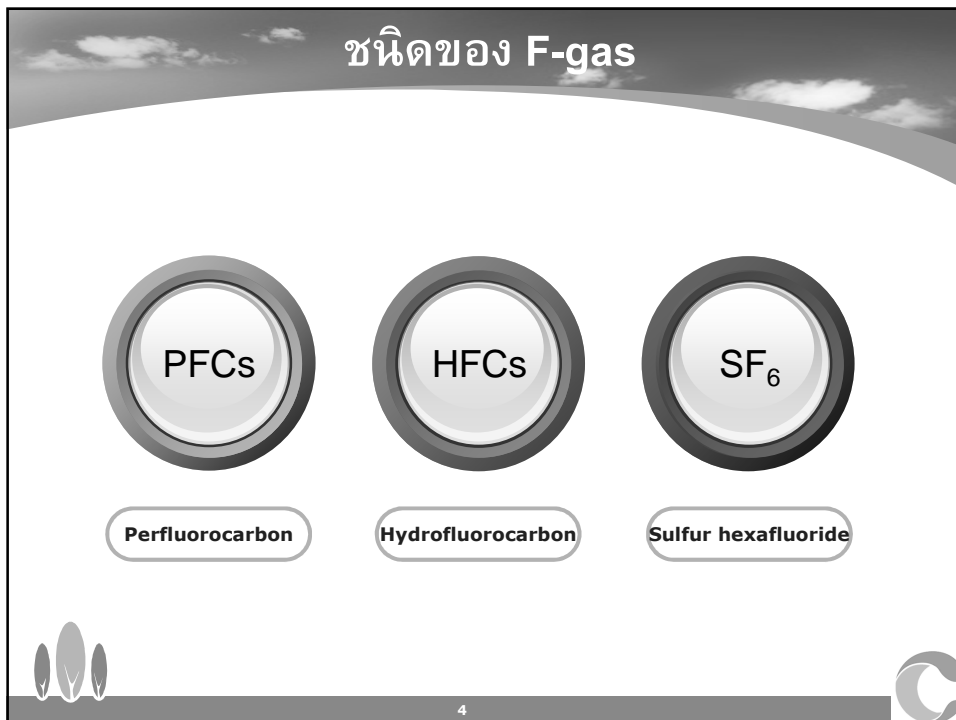 ชนิดของ F-gas
PFCs HFCs SF₆
Perfluorocarbon Hydrofluorocarbon Sulfur hexafluoride
4